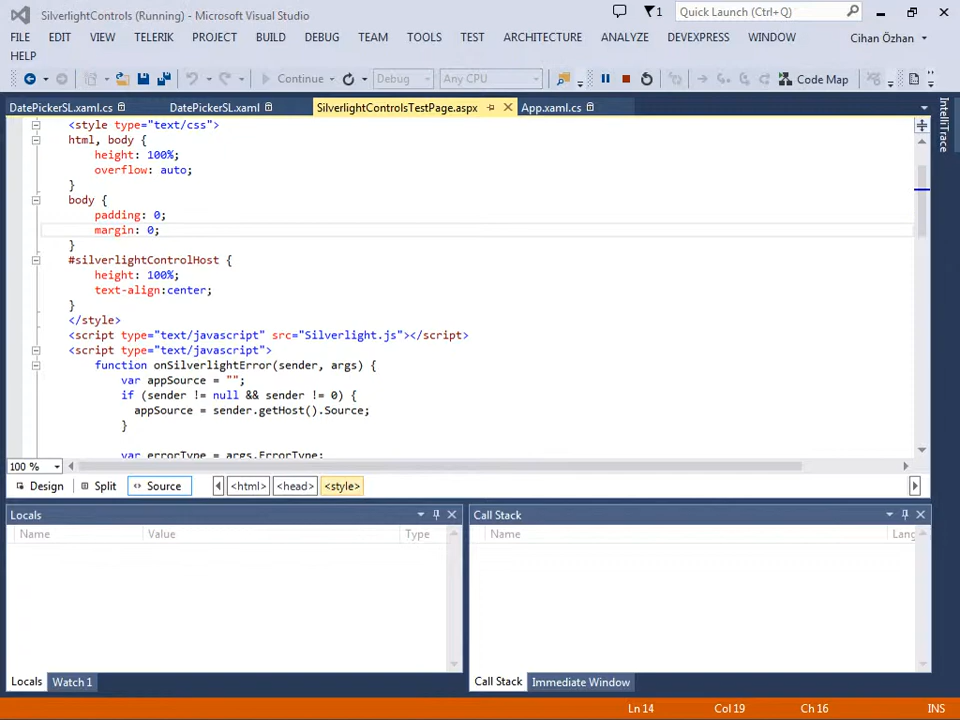 SilverlightControls (Running) - Microsoft Visual Studio
1
Quick Launch (Ctrl+Q)
FILE EDIT VIEW TELERIK PROJECT BUILD DEBUG TEAM TOOLS TEST ARCHITECTURE ANALYZE DEVEXPRESS WINDOW Cihan Özhan
HELP
Continue Debug Any CPU Code Map
DatePickerSL.xaml.cs DatePickerSL.xaml SilverlightControlsTestPage.aspx App.xaml.cs
IntelliTrace
<style type="text/css">
html, body {
height: 100%;
overflow: auto;
}
body {
padding: 0;
margin: 0;
}
#silverlightControlHost {
height: 100%;
text-align:center;
}
</style>
<script type="text/javascript" src="Silverlight.js"></script>
<script type="text/javascript">
function onSilverlightError(sender, args) {
var appSource = "";
if (sender != null && sender != 0) {
appSource = sender.getHost().Source;
}
var errorType = args.ErrorType;
100 %
Design Split Source <html> <head> <style>
Locals
Name Value Type
Locals Watch 1
Call Stack
Name Lang
Call Stack Immediate Window
Ln 14 Col 19 Ch 16 INS